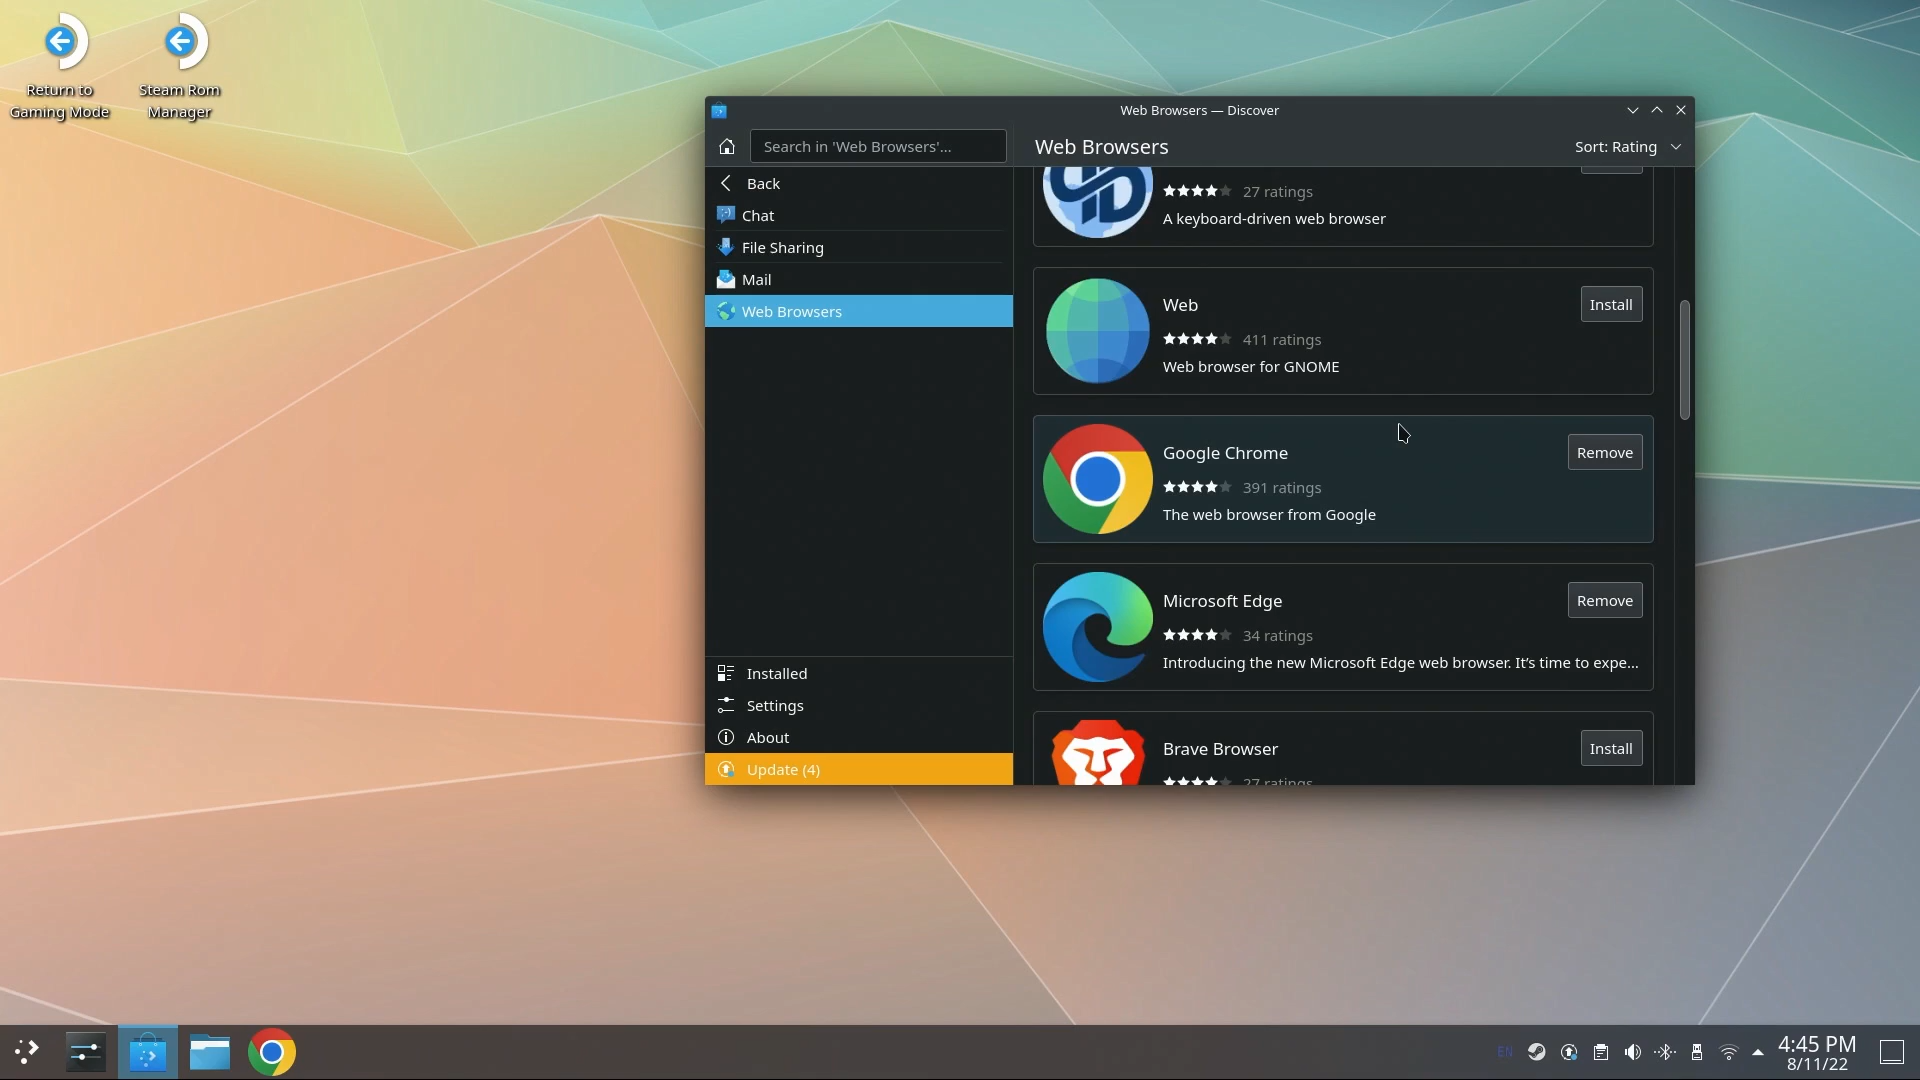 Return to
Gaming Mode
Steam Rom
Manager
Web Browsers — Discover
Search in 'Web Browsers'...
Web Browsers
Sort: Rating
Back
Chat
File Sharing
Mail
Web Browsers
Installed
Settings
About
Update (4)
27 ratings
A keyboard-driven web browser
Web
Install
411 ratings
Web browser for GNOME
Google Chrome
Remove
391 ratings
The web browser from Google
Microsoft Edge
Remove
34 ratings
Introducing the new Microsoft Edge web browser. It’s time to expe...
Brave Browser
Install
27 ratings
EN
4:45 PM
8/11/22